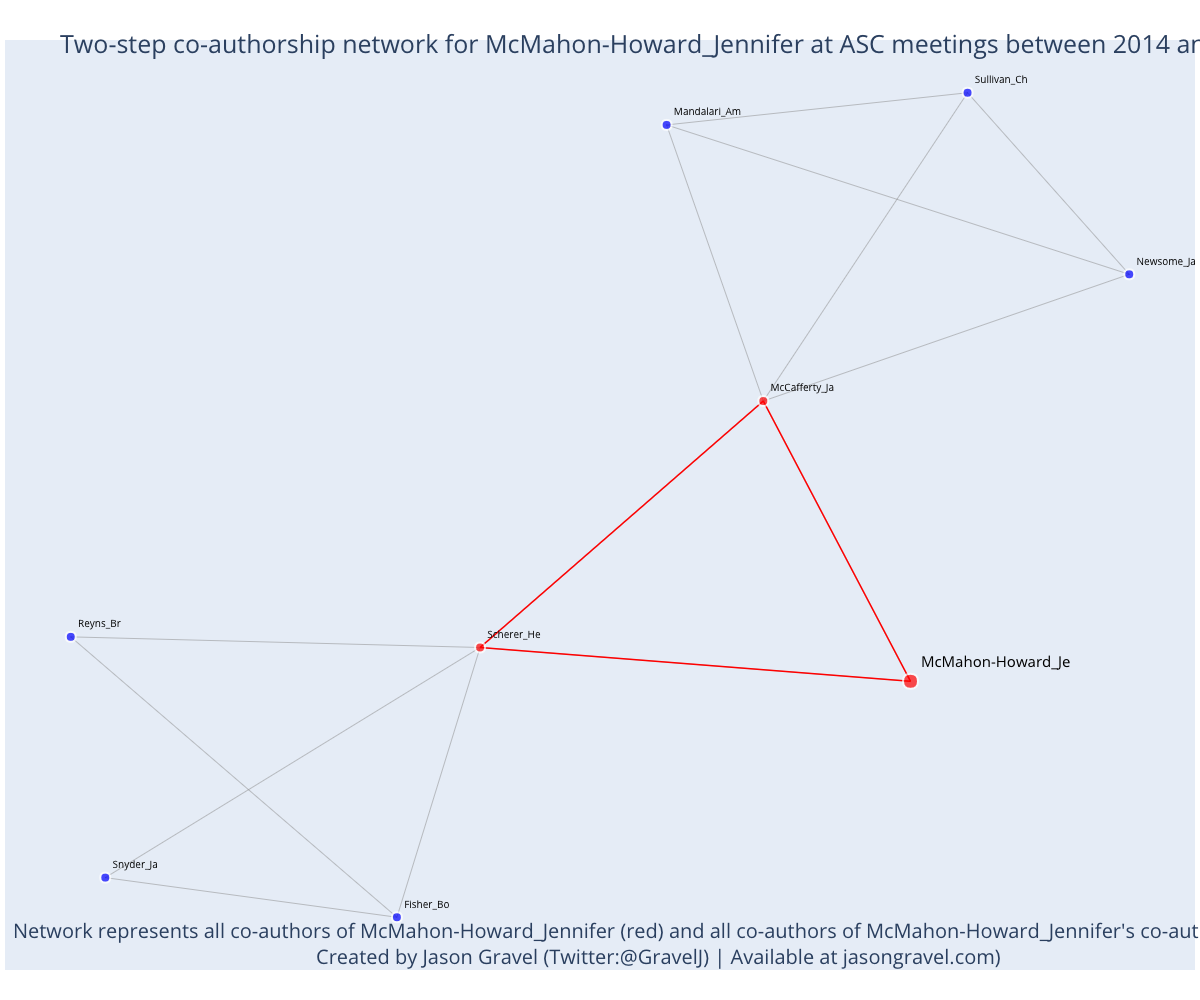 Two-step co-authorship network for McMahon-Howard_Jennifer at ASC meetings between 2014 ar
Sullivan_Ch
Mandalari_Am
Newsome_Ja
McCafferty_Ja
Reyns_Br
Scherer_He
McMahon-Howard_Je
Snyder_Ja
Fisher_Bo
Network represents all co-authors of McMahon-Howard_Jennifer (red) and all co-authors of McMahon-Howard_Jennifer's co-aut
Created by Jason Gravel (Twitter:@GravelJ) | Available at jasongravel.com)